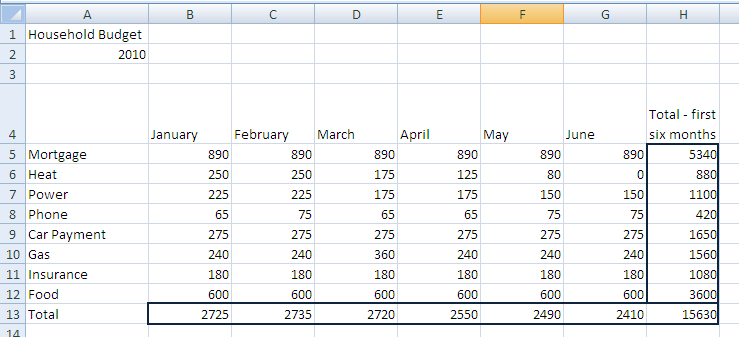 A B C D E F G H
1 Household Budget
2 2010
3
Total - first
4 January February March April May June six months
5 Mortgage 890 890 890 890 890 890 5340
6 Heat 250 250 175 125 80 0 880
7 Power 225 225 175 175 150 150 1100
8 Phone 65 75 65 65 75 75 420
9 Car Payment 275 275 275 275 275 275 1650
10 Gas 240 240 360 240 240 240 1560
11 Insurance 180 180 180 180 180 180 1080
12 Food 600 600 600 600 600 600 3600
13 Total 2725 2735 2720 2550 2490 2410 15630
14